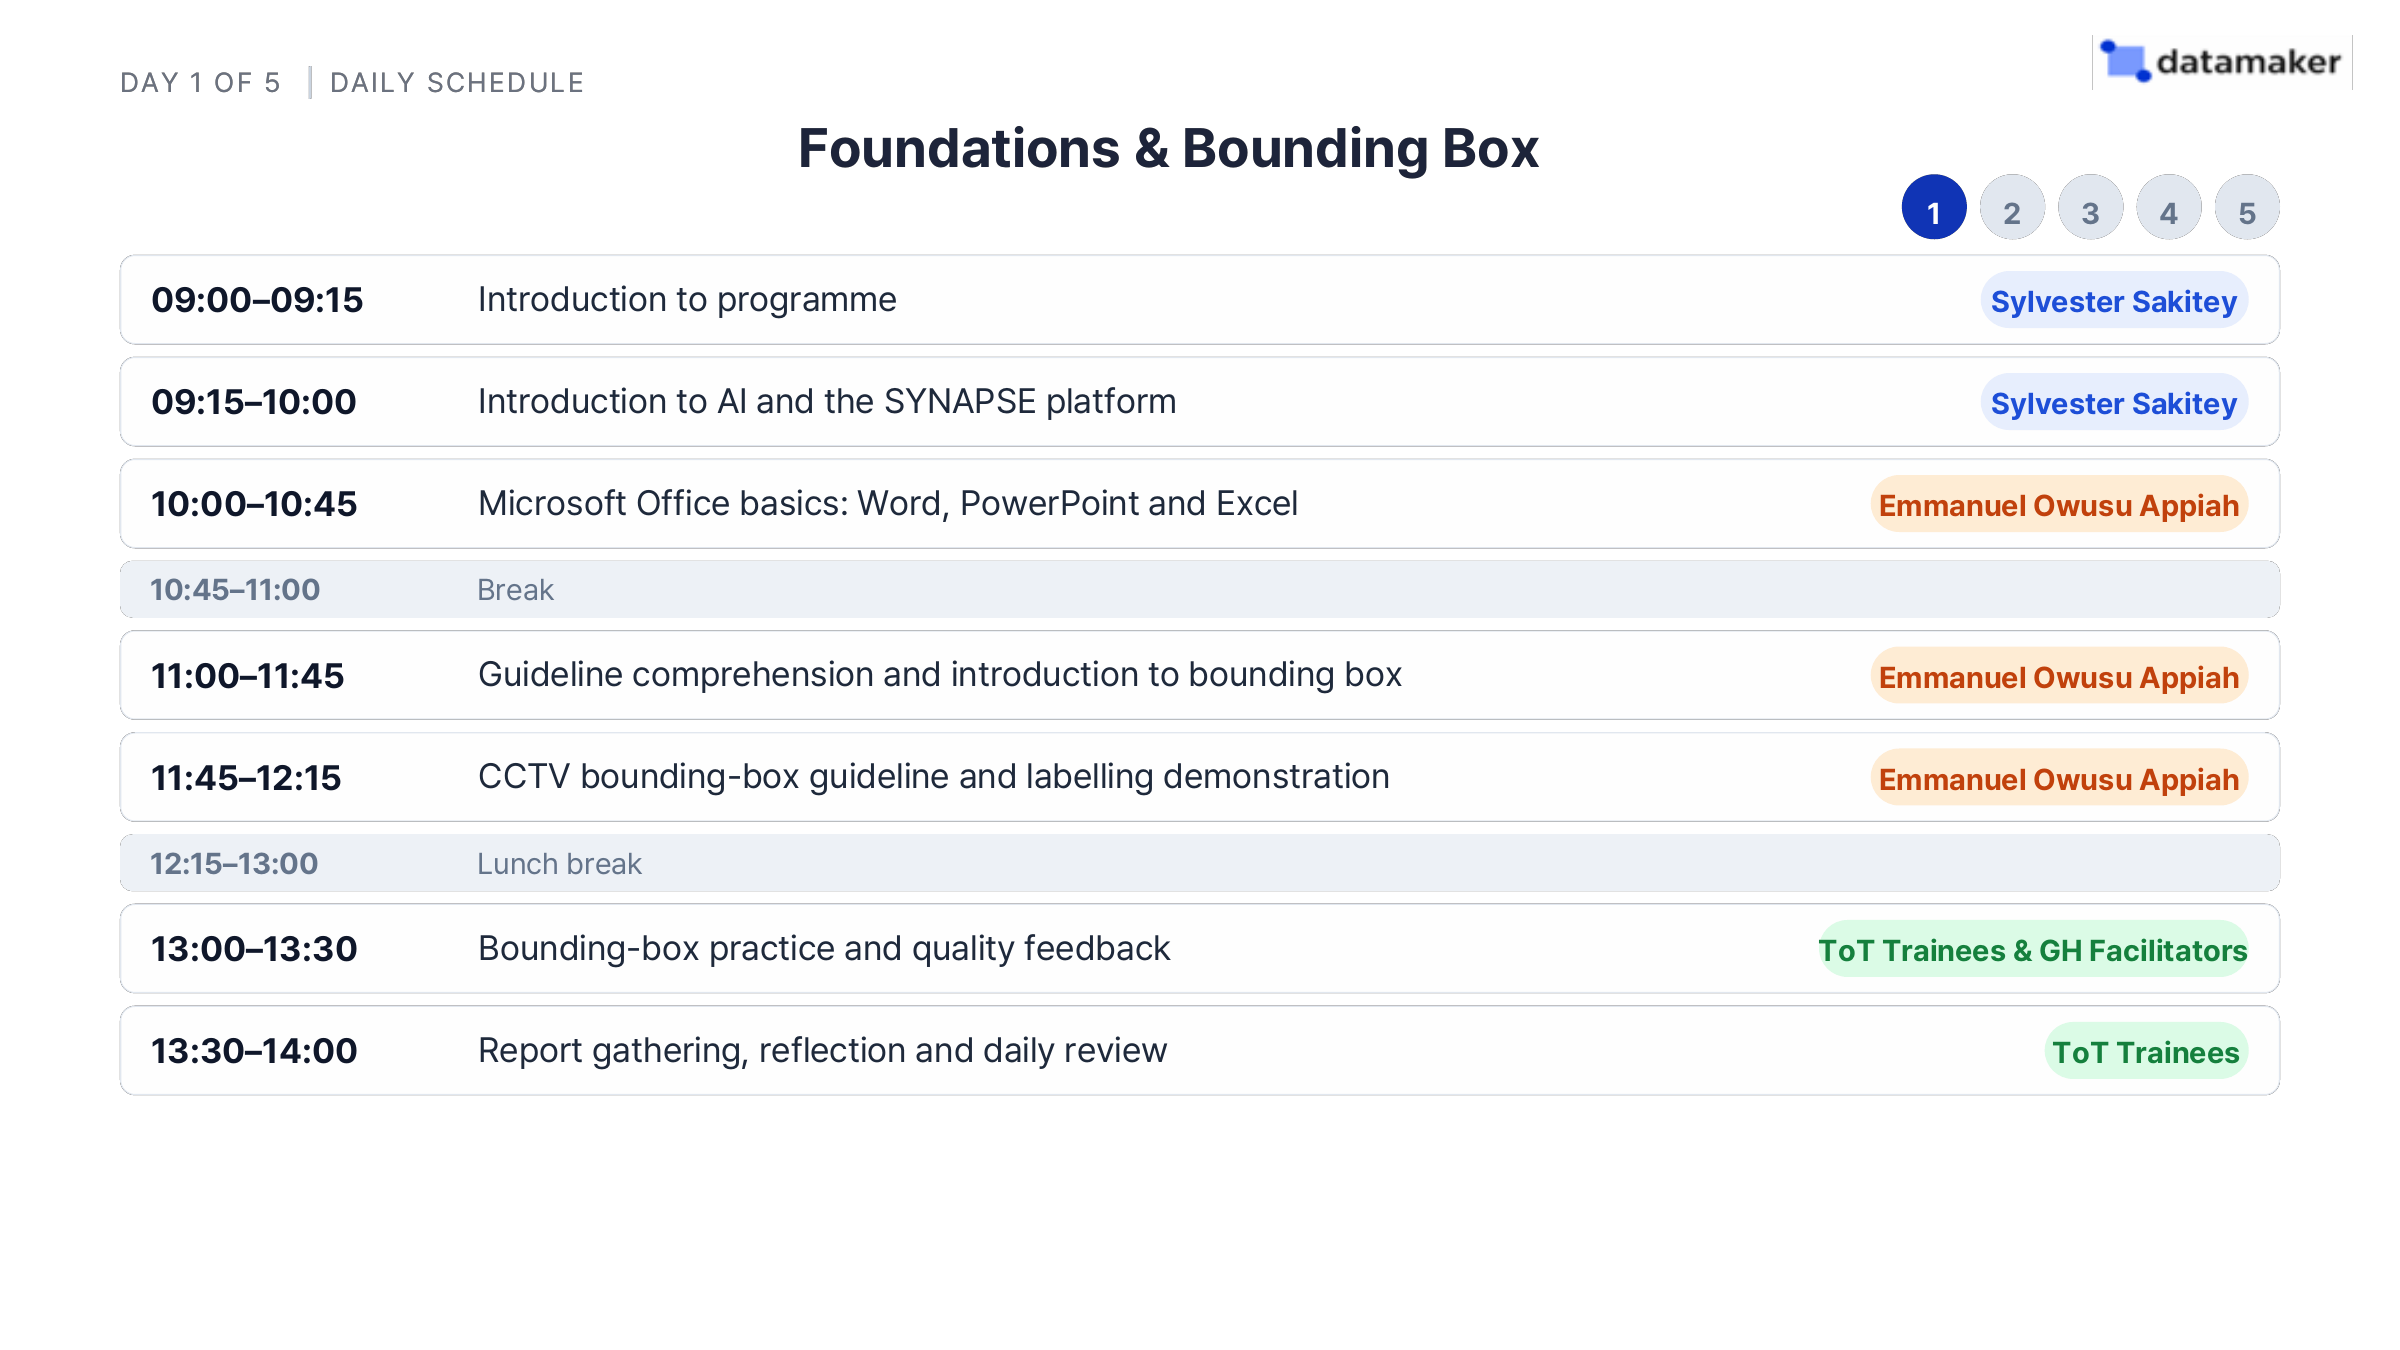 DAY 1 OF 5 | DAILY SCHEDULE
datamaker
Foundations & Bounding Box
1 2 3 4 5
09:00–09:15 Introduction to programme Sylvester Sakitey
09:15–10:00 Introduction to AI and the SYNAPSE platform Sylvester Sakitey
10:00–10:45 Microsoft Office basics: Word, PowerPoint and Excel Emmanuel Owusu Appiah
10:45–11:00 Break
11:00–11:45 Guideline comprehension and introduction to bounding box Emmanuel Owusu Appiah
11:45–12:15 CCTV bounding-box guideline and labelling demonstration Emmanuel Owusu Appiah
12:15–13:00 Lunch break
13:00–13:30 Bounding-box practice and quality feedback ToT Trainees & GH Facilitators
13:30–14:00 Report gathering, reflection and daily review ToT Trainees